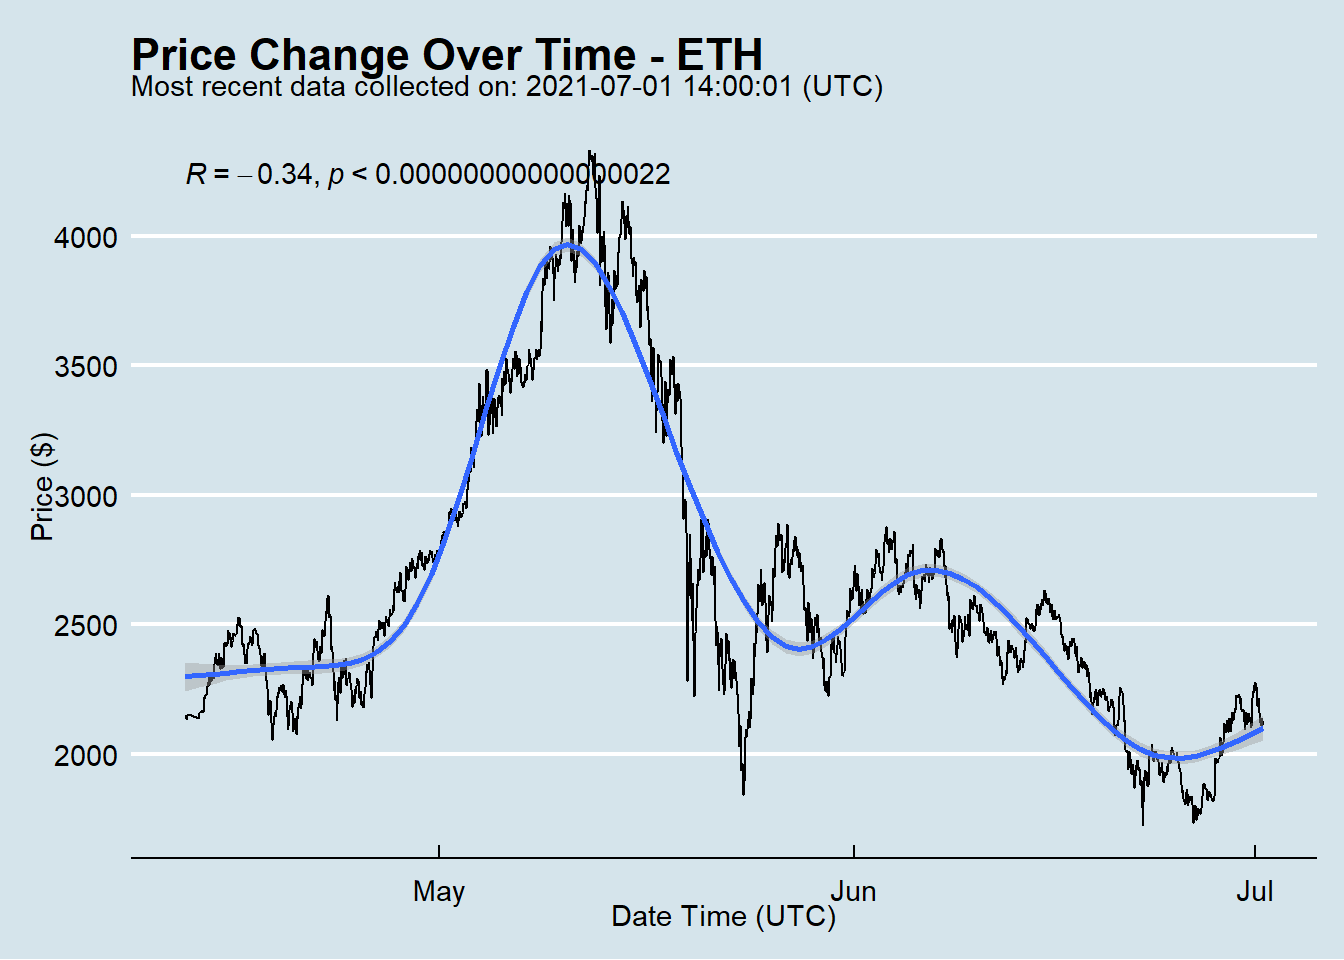 Price Change Over Time - ETH
Most recent data collected on: 2021-07-01 14:00:01 (UTC)
R = −0.34, p < 0.00000000000000022
4000
3500
3000
2500
2000
Price ($)
May Jun Jul
Date Time (UTC)